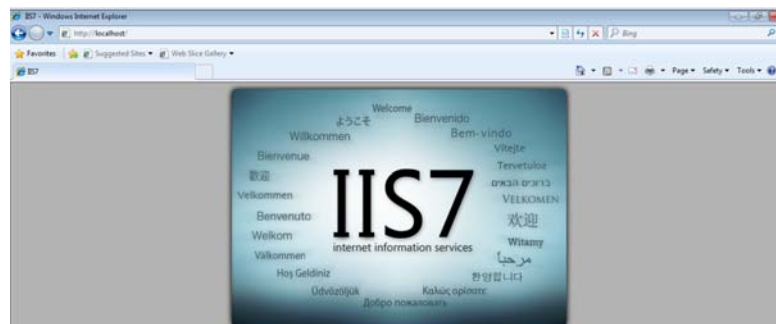 IIS7 - Windows Internet Explorer
http://localhost/
Bing
Favorites Suggested Sites Web Slice Gallery
IIS7
Page Safety Tools
Welcome
ようこそ Bienvenido
Willkommen Bem-vindo
Bienvenue Vítejte
歡迎 Tervetuloa
Velkommen ברוכים הבאים
VELKOMEN
Benvenuto 欢迎
Welkom
IIS7
internet information services
Witamy
Välkommen مرحباً
Hoş Geldiniz 환영합니다
Üdvözöljük Καλώς ορίσατε
Добро пожаловать